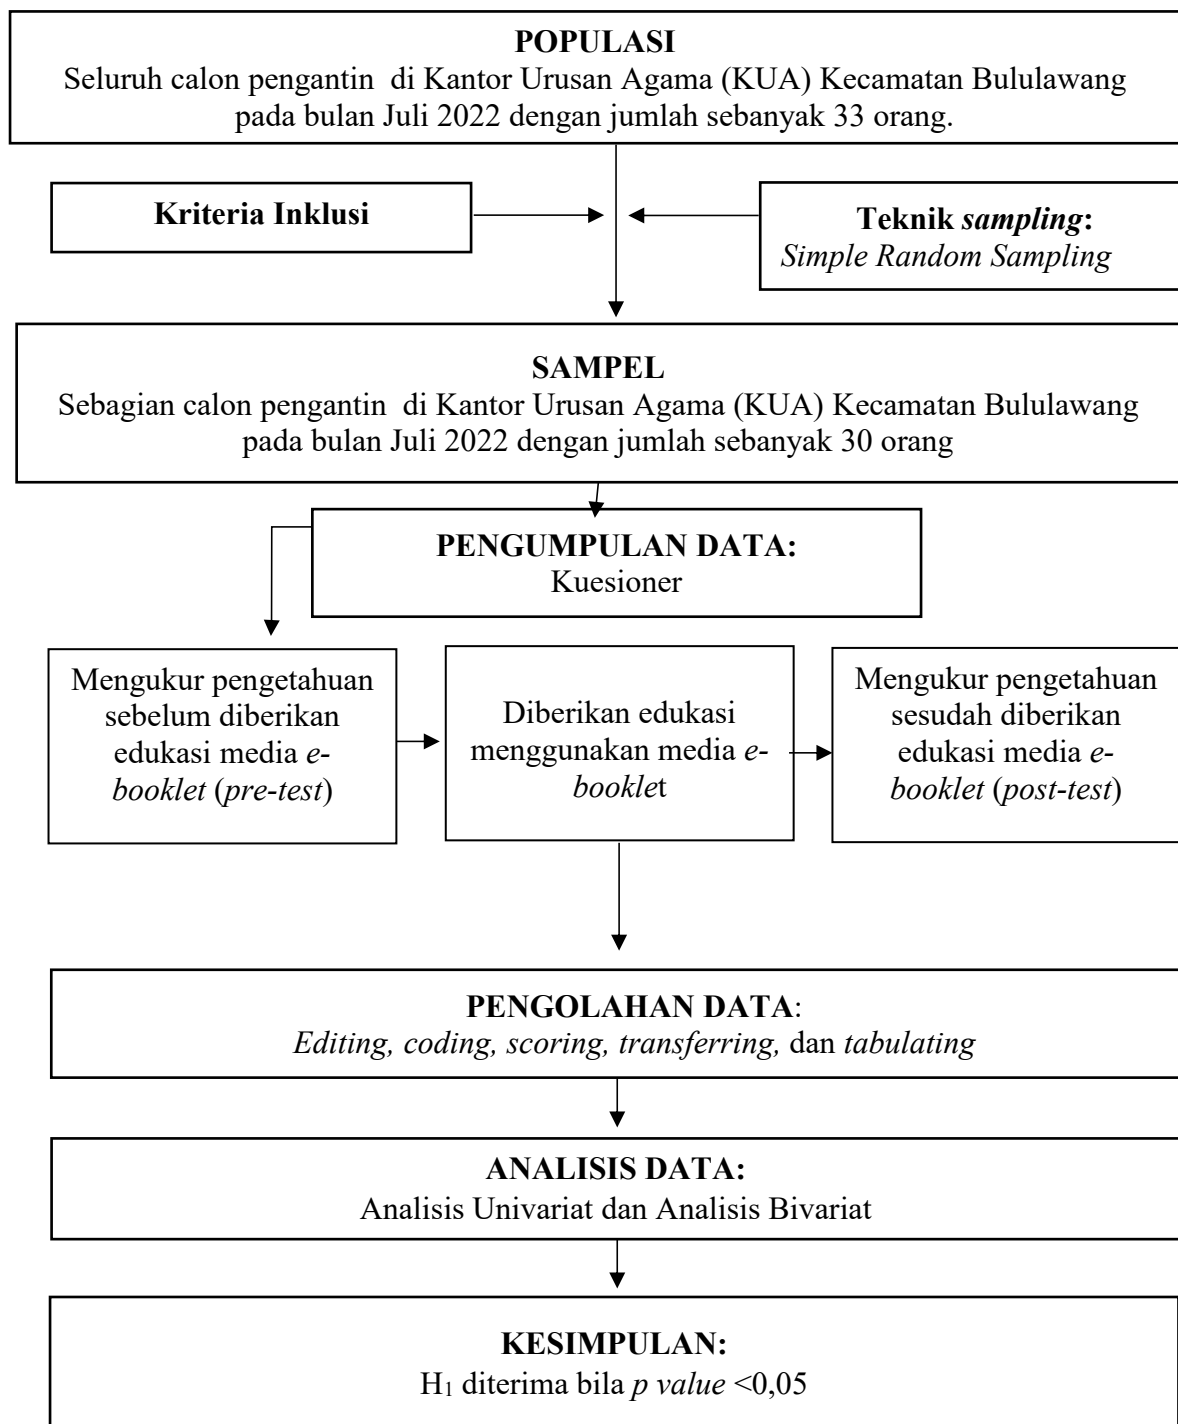 POPULASI
Seluruh calon pengantin di Kantor Urusan Agama (KUA) Kecamatan Bululawang
pada bulan Juli 2022 dengan jumlah sebanyak 33 orang.
Kriteria Inklusi
Teknik sampling:
Simple Random Sampling
SAMPEL
Sebagian calon pengantin di Kantor Urusan Agama (KUA) Kecamatan Bululawang
pada bulan Juli 2022 dengan jumlah sebanyak 30 orang
PENGUMPULAN DATA:
Kuesioner
Mengukur pengetahuan
sebelum diberikan
edukasi media e-
booklet (pre-test)
Diberikan edukasi
menggunakan media e-
booklet
Mengukur pengetahuan
sesudah diberikan
edukasi media e-
booklet (post-test)
PENGOLAHAN DATA:
Editing, coding, scoring, transferring, dan tabulating
ANALISIS DATA:
Analisis Univariat dan Analisis Bivariat
KESIMPULAN:
H₁ diterima bila p value <0,05